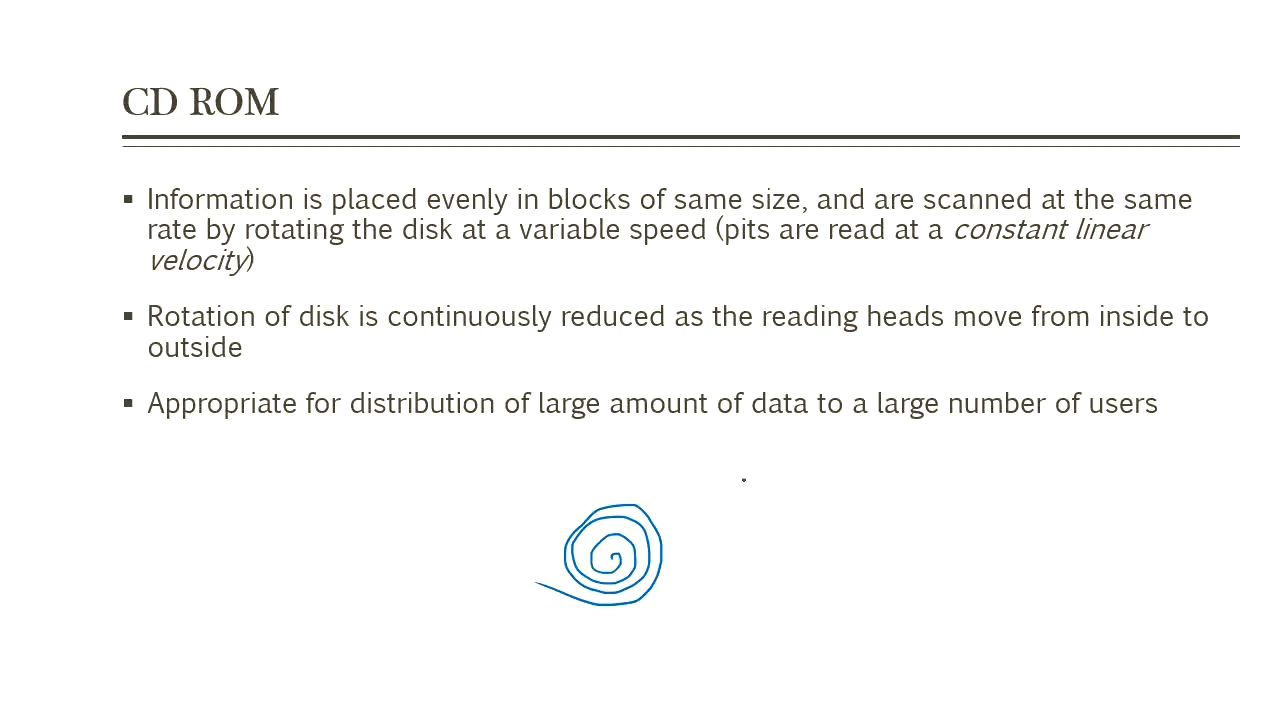 CD ROM
▪ Information is placed evenly in blocks of same size, and are scanned at the same
rate by rotating the disk at a variable speed (pits are read at a constant linear
velocity)
▪ Rotation of disk is continuously reduced as the reading heads move from inside to
outside
▪ Appropriate for distribution of large amount of data to a large number of users